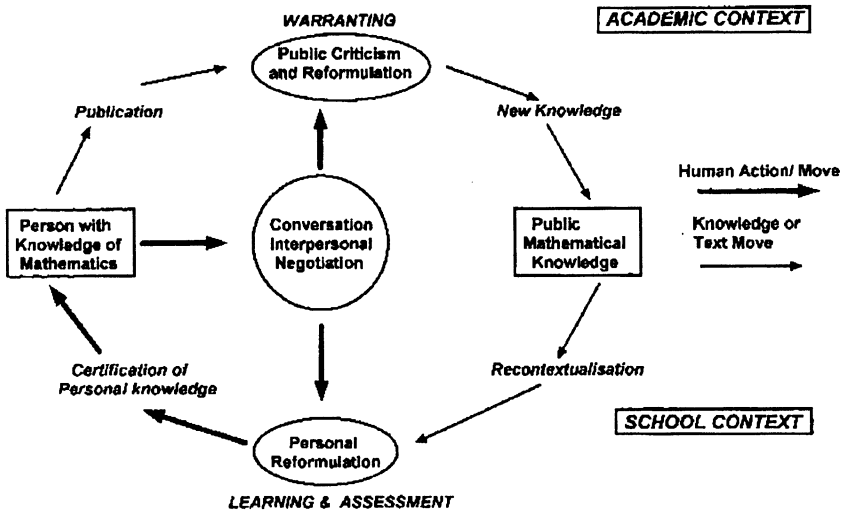 WARRANTING
ACADEMIC CONTEXT
Public Criticism
and Reformulation
Publication
New Knowledge
Human Action/ Move
Person with
Knowledge of
Mathematics
Conversation
Interpersonal
Negotiation
Public
Mathematical
Knowledge
Knowledge or
Text Move
Certification of
Personal knowledge
Recontextualisation
SCHOOL CONTEXT
Personal
Reformulation
LEARNING & ASSESSMENT